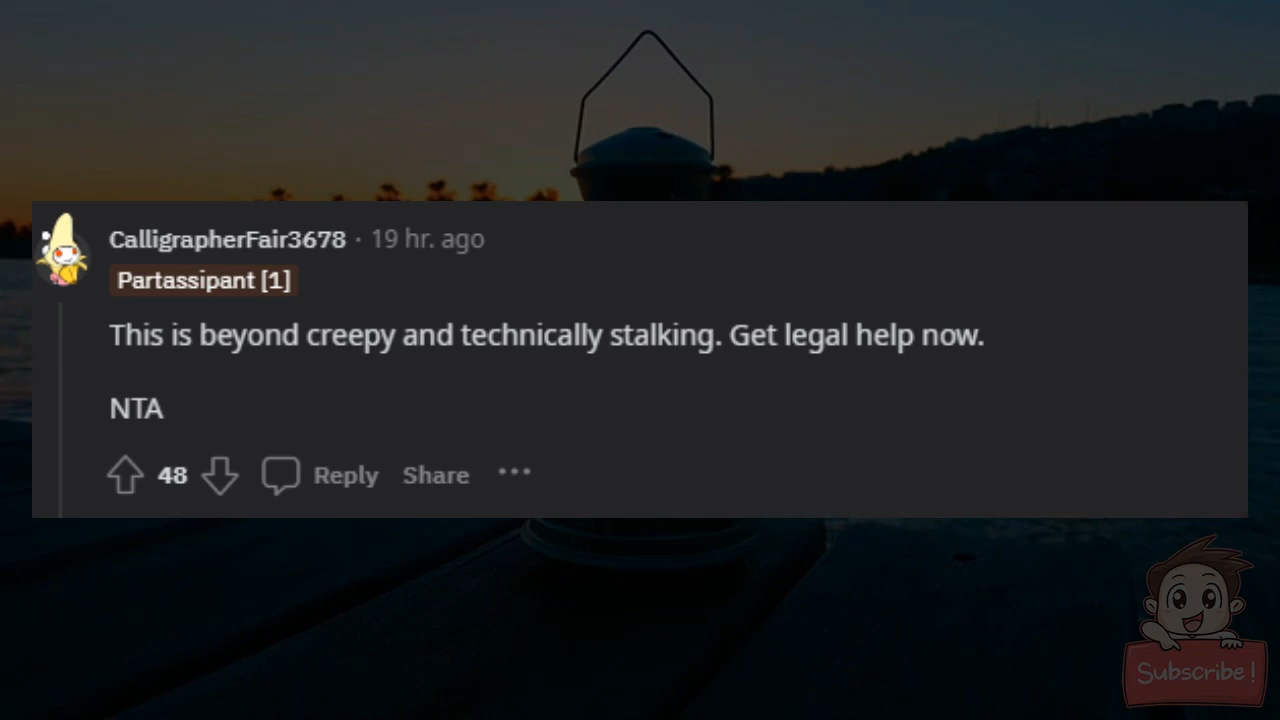 CalligrapherFair3678 · 19 hr. ago
Partassipant [1]
This is beyond creepy and technically stalking. Get legal help now.
NTA
48 Reply Share ...
Subscribe!